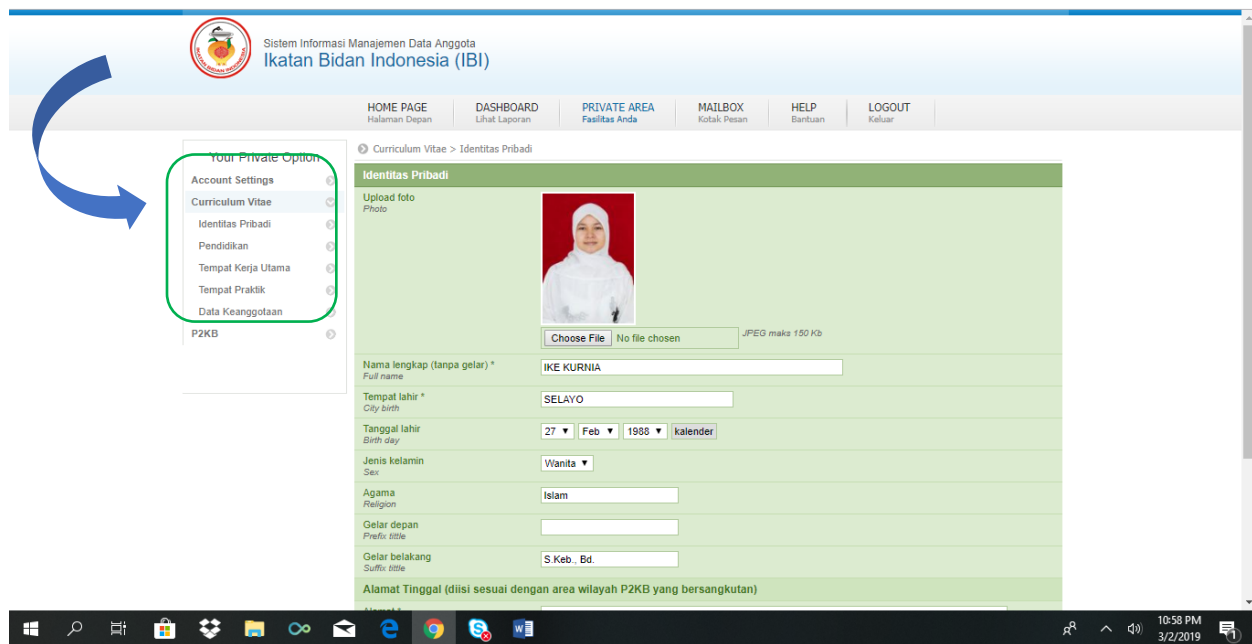 Sistem Informasi Manajemen Data Anggota
Ikatan Bidan Indonesia (IBI)
HOME PAGE DASHBOARD PRIVATE AREA MAILBOX HELP LOGOUT
Halaman Depan Lihat Laporan Fasilitas Anda Kotak Pesan Bantuan Keluar
Your Private Option
Account Settings
Curriculum Vitae
Identitas Pribadi
Pendidikan
Tempat Kerja Utama
Tempat Praktik
Data Keanggotaan
P2KB
Curriculum Vitae > Identitas Pribadi
Identitas Pribadi
Upload foto
Photo
Choose File No file chosen JPEG maks 150 Kb
Nama lengkap (tanpa gelar) * IKE KURNIA
Full name
Tempat lahir * SELAYO
City birth
Tanggal lahir 27 Feb 1988 kalender
Birth day
Jenis kelamin Wanita
Sex
Agama Islam
Religion
Gelar depan
Prefix tittle
Gelar belakang S.Keb., Bd.
Suffix tittle
Alamat Tinggal (diisi sesuai dengan area wilayah P2KB yang bersangkutan)
Alamat *
10:58 PM
3/2/2019